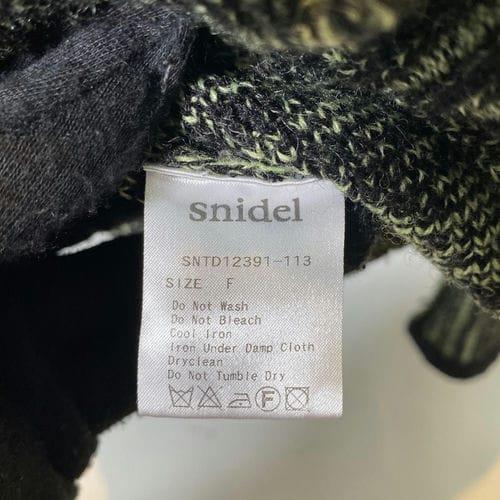 snidel
SNTD12391-113
SIZE F
Do Not Wash
Do Not Bleach
Cool Iron
Iron Under Damp Cloth
Dryclean
Do Not Tumble Dry
F